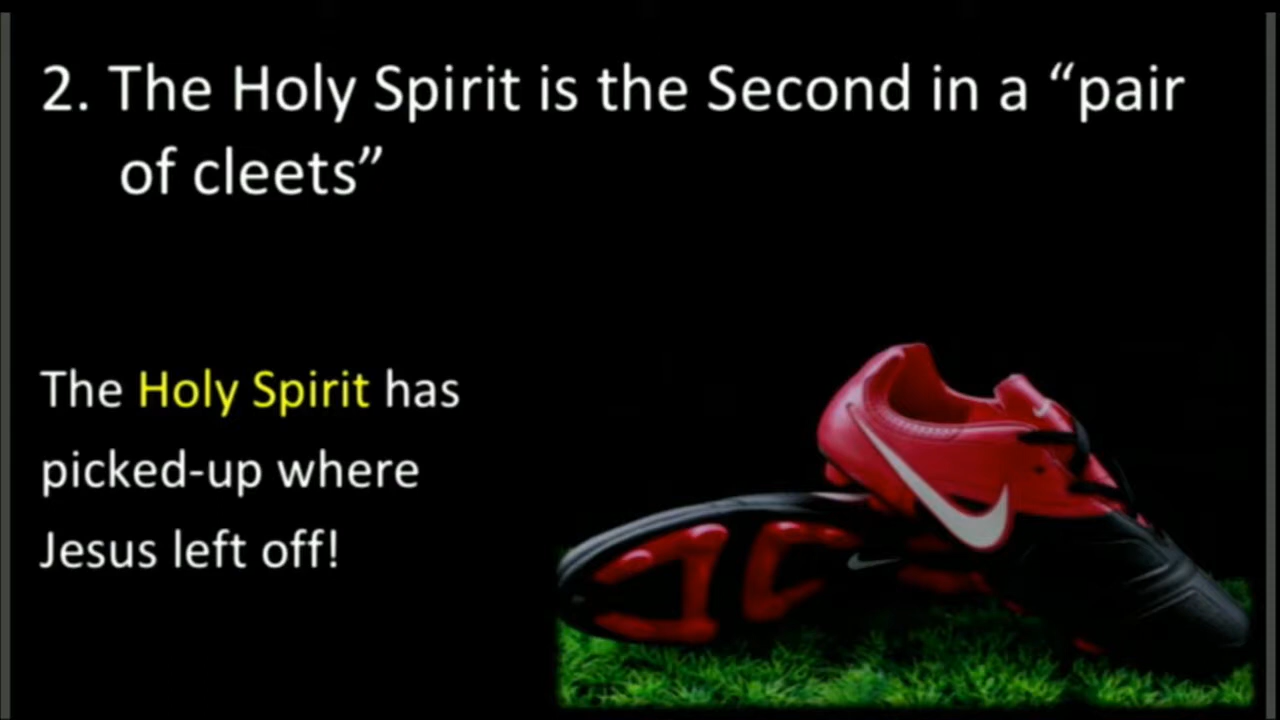 2. The Holy Spirit is the Second in a “pair
of cleets”
The Holy Spirit has
picked-up where
Jesus left off!